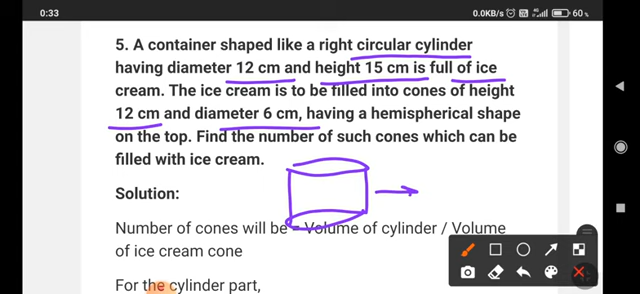 0:33 0.0KB/s 4G 60%
5. A container shaped like a right circular cylinder
having diameter 12 cm and height 15 cm is full of ice
cream. The ice cream is to be filled into cones of height
12 cm and diameter 6 cm, having a hemispherical shape
on the top. Find the number of such cones which can be
filled with ice cream.
Solution:
Number of cones will be = Volume of cylinder / Volume
of ice cream cone
For the cylinder part,